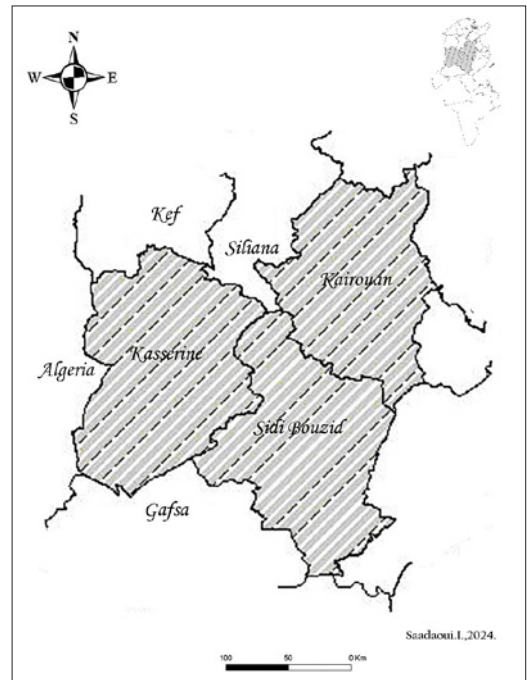 N
W E
S
Kef
Siliana
Kairouan
Algeria
Kasserine
Sidi Bouzid
Gafsa
Saadaoui.I.,2024.
100 50 0 Km